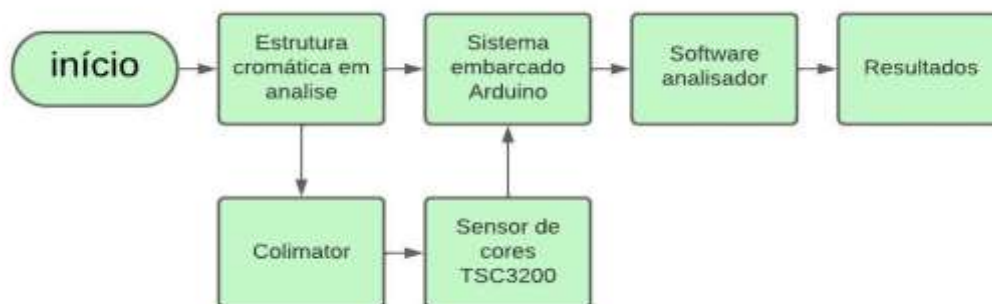 início
Estrutura
cromática em
analise
Sistema
embarcado
Arduino
Software
analisador
Resultados
Colimator
Sensor de
cores
TSC3200